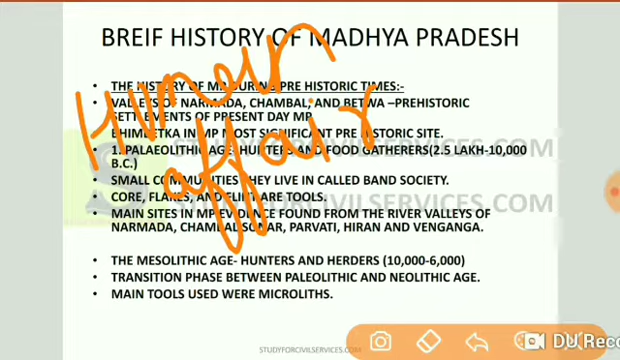 BREIF HISTORY OF MADHYA PRADESH
THE HISTORY OF MP DURING PRE HISTORIC TIMES:-
VALLEYS OF NARMADA, CHAMBAL, AND BETWA –PREHISTORIC
SETTLEMENTS OF PRESENT DAY MP
BHIMBETKA IN MP MOST SIGNIFICANT PRE HISTORIC SITE.
1. PALAEOLITHIC AGE- HUNTERS AND FOOD GATHERERS(2.5 LAKH-10,000
B.C.)
SMALL COMMUNITIES THEY LIVE IN CALLED BAND SOCIETY.
CORE, FLAKES, AND FLINT ARE TOOLS.
MAIN SITES IN MP EVIDENCE FOUND FROM THE RIVER VALLEYS OF
NARMADA, CHAMBAL SONAR, PARVATI, HIRAN AND VENGANGA.
THE MESOLITHIC AGE- HUNTERS AND HERDERS (10,000-6,000)
TRANSITION PHASE BETWEEN PALEOLITHIC AND NEOLITHIC AGE.
MAIN TOOLS USED WERE MICROLITHS.
affair
STUDYFORCIVILSERVICES.COM
DU Reco